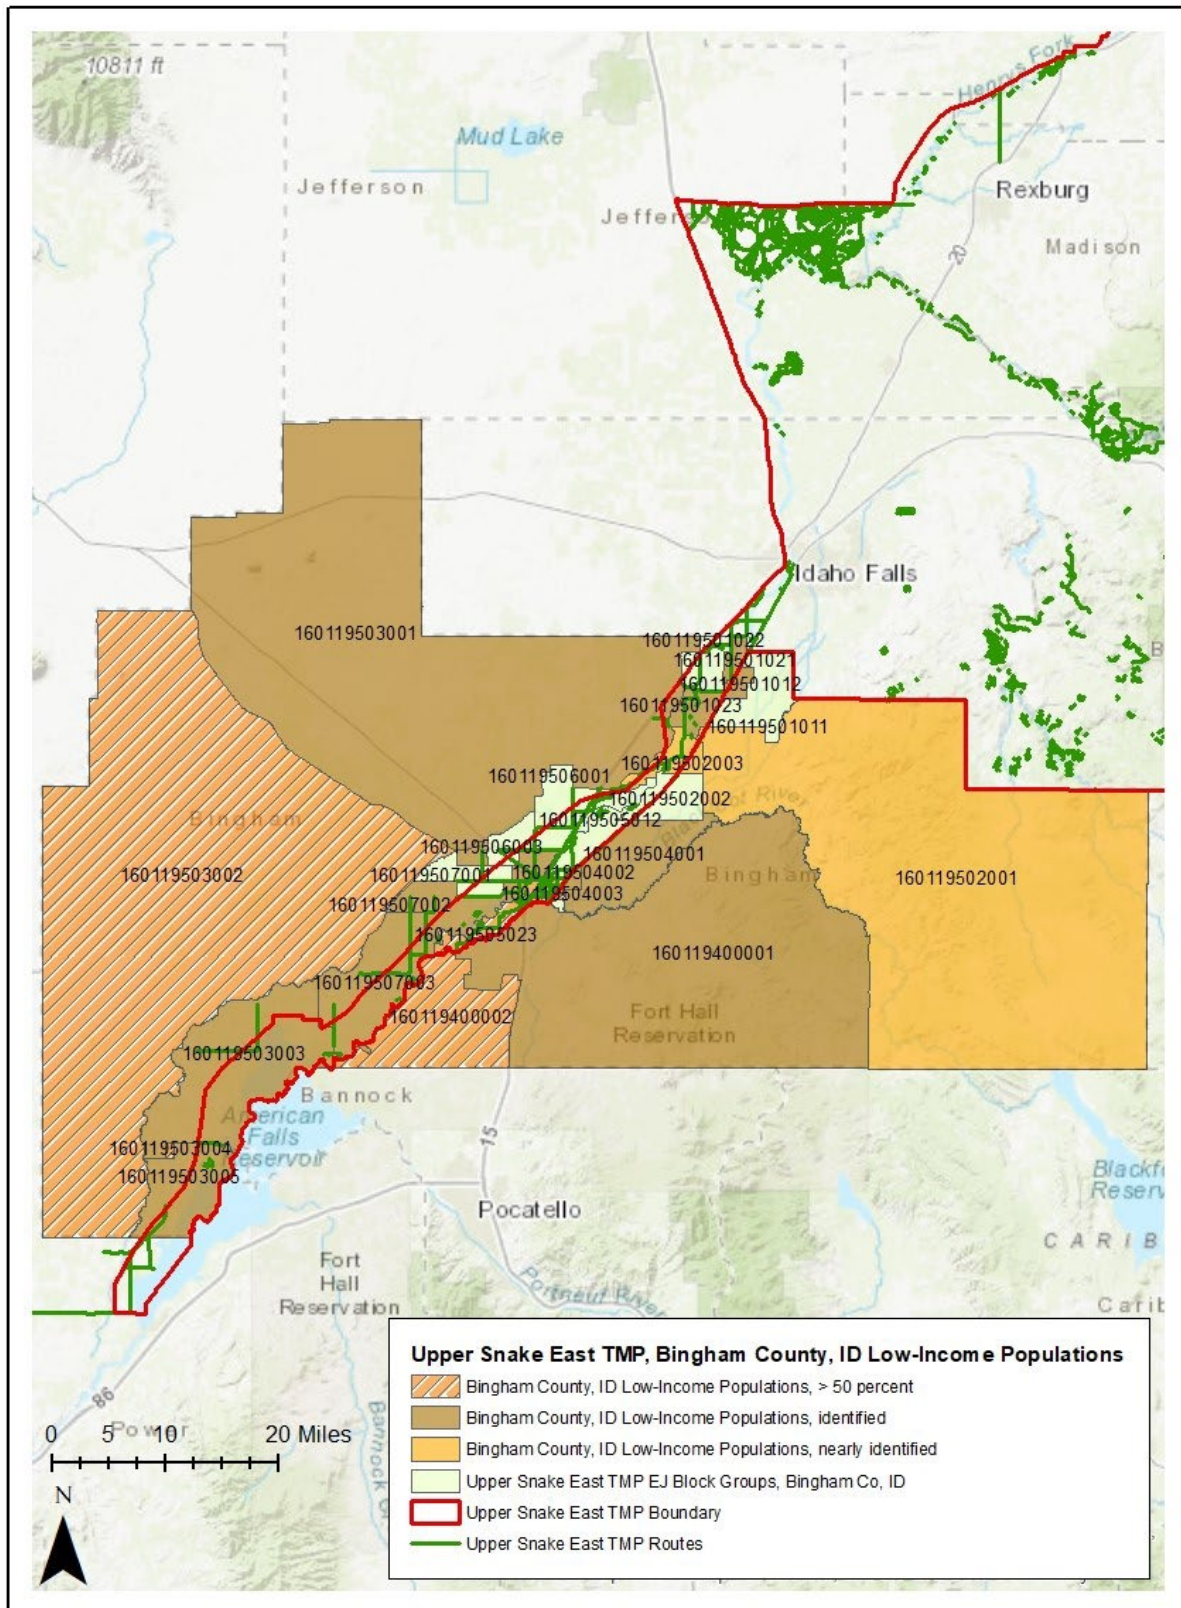 10811 ft
Henrys Fork
Mud Lake
Jefferson
Rexburg
Jeffers
Madison
20
Idaho Falls
160119503001
160119501022
160119501021
B
160119501012
160119501023
160119501011
160119502003
160119506001
160119502002
River
Bingham
160119505012
160119506003
160119504001
160119503002
160119507001
160119504002
Bingham
160119502001
160119504003
160119507002
160119505023
160119400001
160119507003
160119400002
Fort Hall
Reservation
160119503003
Bannock
American
Falls
eservoir
15
160119503004
160119503005
Blackf
Reserv
Pocatello
CARIB
Fort
Hall
Reservation
Portneuf River
Carib
Upper Snake East TMP, Bingham County, ID Low-Income Populations
Bingham County, ID Low-Income Populations, > 50 percent
Bingham County, ID Low-Income Populations, identified
Bingham County, ID Low-Income Populations, nearly identified
Upper Snake East TMP EJ Block Groups, Bingham Co, ID
Upper Snake East TMP Boundary
Upper Snake East TMP Routes
86
Power
Bannock
0 5 10 20 Miles
N